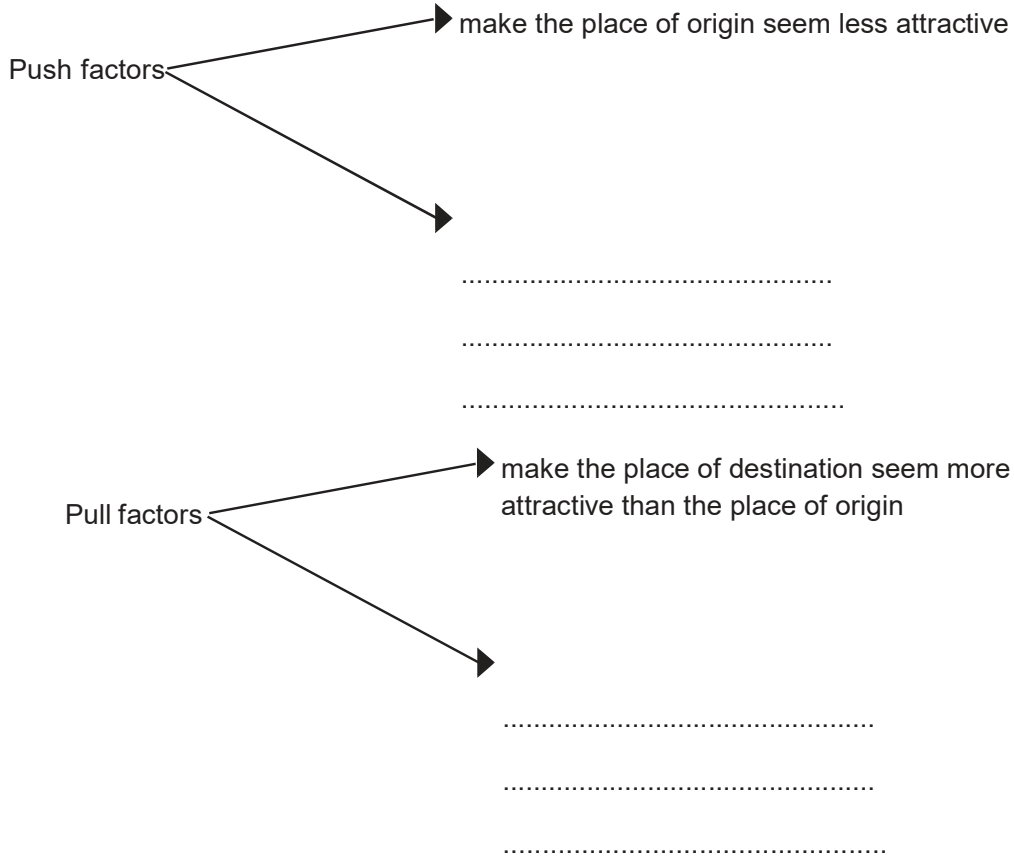 make the place of origin seem less attractive
Push factors
................................................
................................................
.................................................
make the place of destination seem more
attractive than the place of origin
Pull factors
................................................
................................................
.................................................